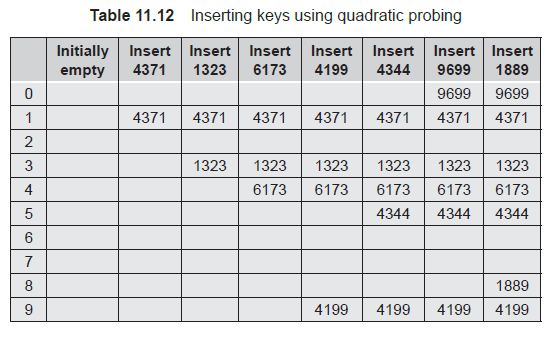 Table 11.12 Inserting keys using quadratic probing
Initially empty Insert 4371 Insert 1323 Insert 6173 Insert 4199 Insert 4344 Insert 9699 Insert 1889
0 9699 9699
1 4371 4371 4371 4371 4371 4371 4371
2
3 1323 1323 1323 1323 1323 1323
4 6173 6173 6173 6173 6173
5 4344 4344 4344
6
7
8 1889
9 4199 4199 4199 4199